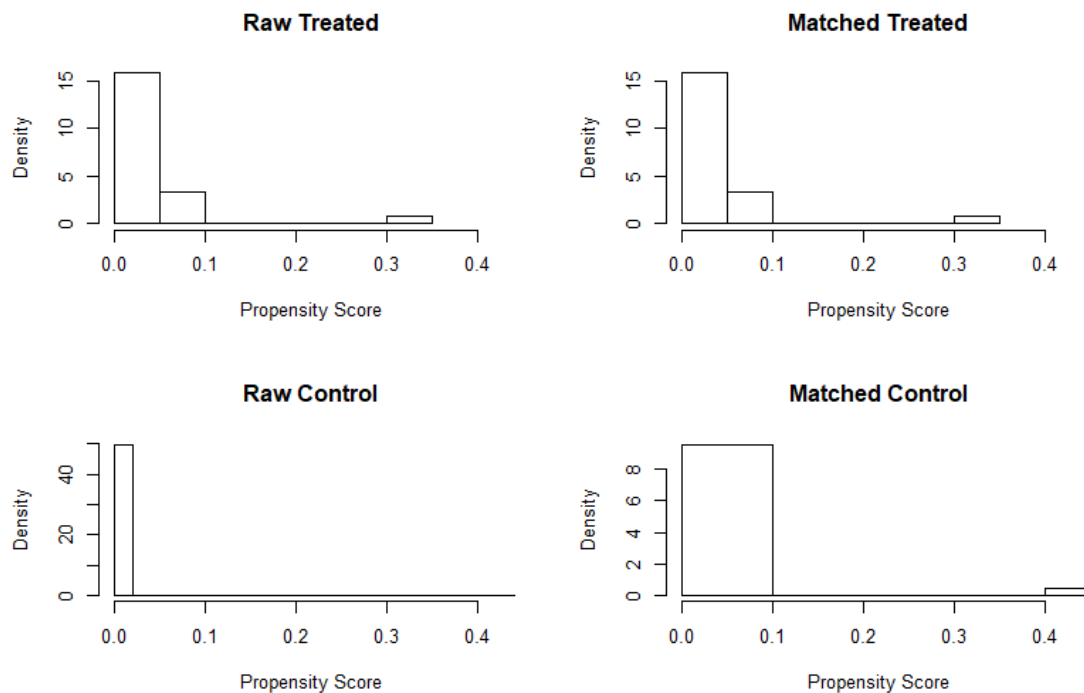 Raw Treated
Density
0 5 10 15
0.0 0.1 0.2 0.3 0.4
Propensity Score
Matched Treated
Density
0 5 10 15
0.0 0.1 0.2 0.3 0.4
Propensity Score
Raw Control
Density
0 20 40
0.0 0.1 0.2 0.3 0.4
Propensity Score
Matched Control
Density
0 2 4 6 8
0.0 0.1 0.2 0.3 0.4
Propensity Score